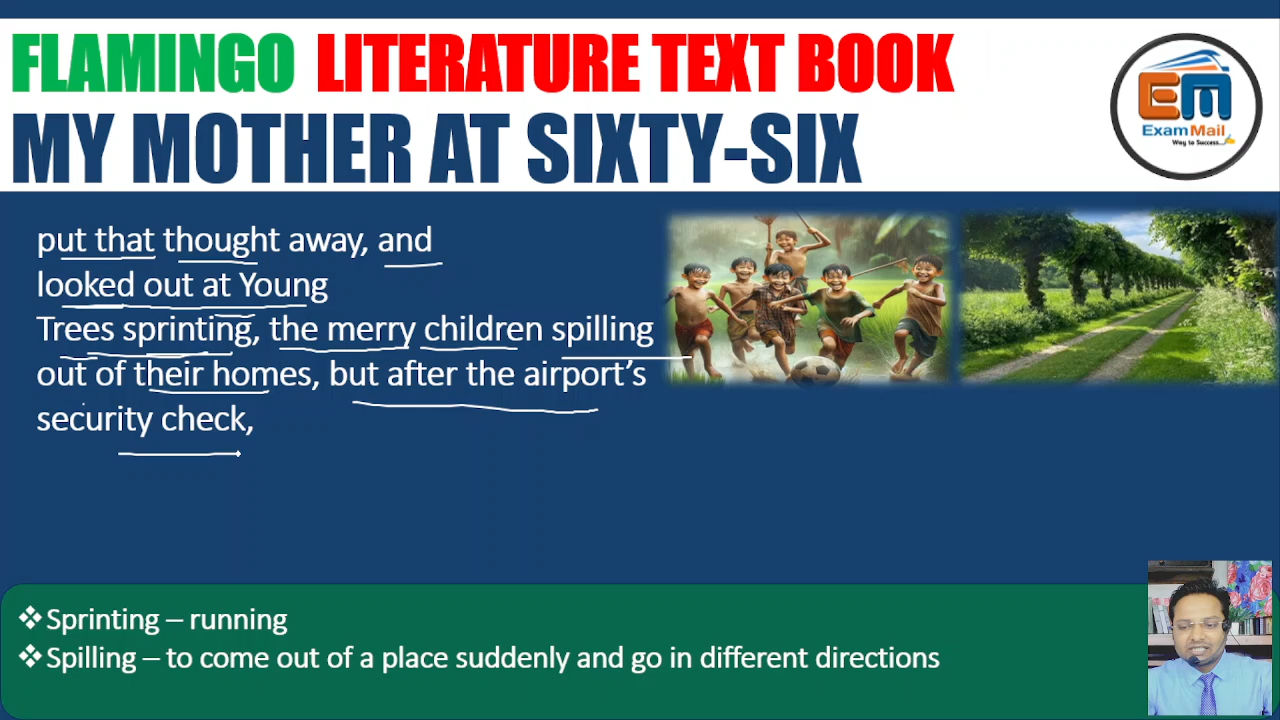 FLAMINGO LITERATURE TEXT BOOK
MY MOTHER AT SIXTY-SIX
EM
ExamMail
Way to Success...
put that thought away, and
looked out at Young
Trees sprinting, the merry children spilling
out of their homes, but after the airport’s
security check,
❖Sprinting – running
❖Spilling – to come out of a place suddenly and go in different directions